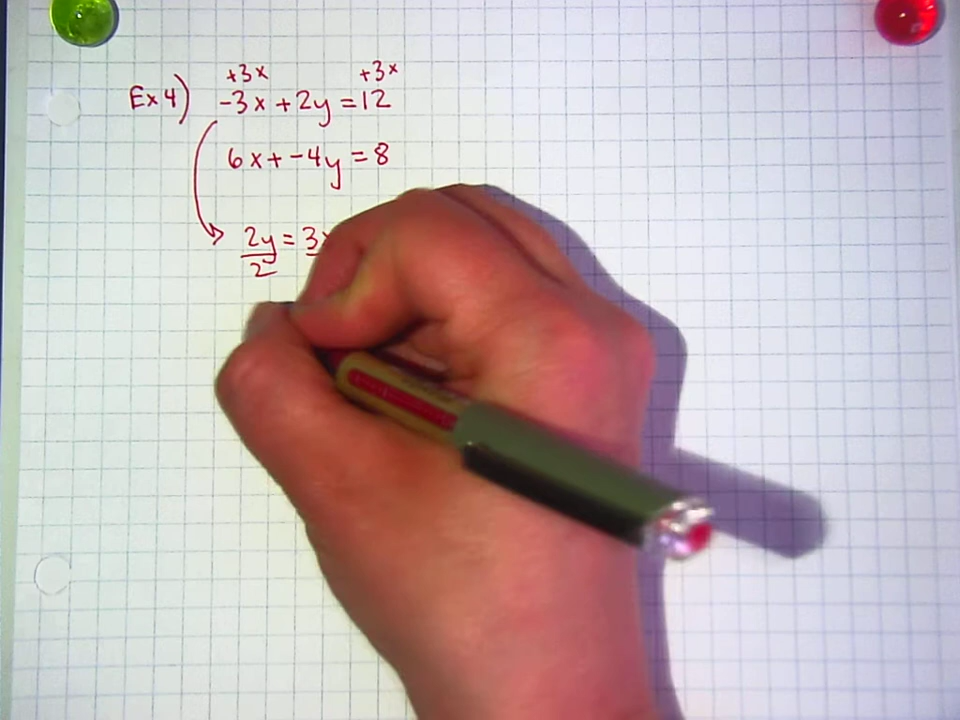 +3x +3x
Ex 4) -3x + 2y = 12
6x + -4y = 8
2y = 3
2